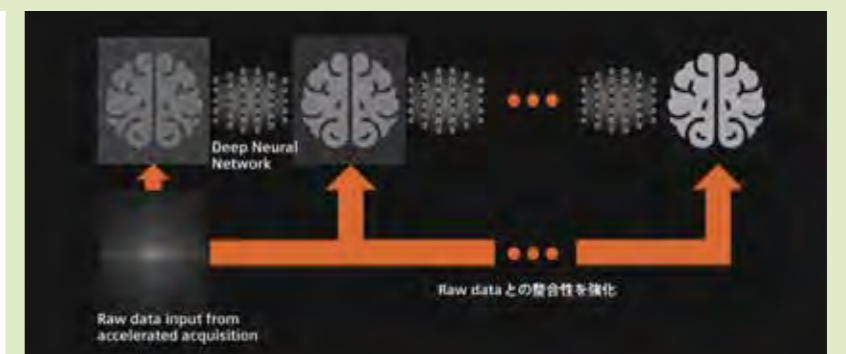 Deep Neural
Network
Raw data との整合性を強化
Raw data input from
accelerated acquisition